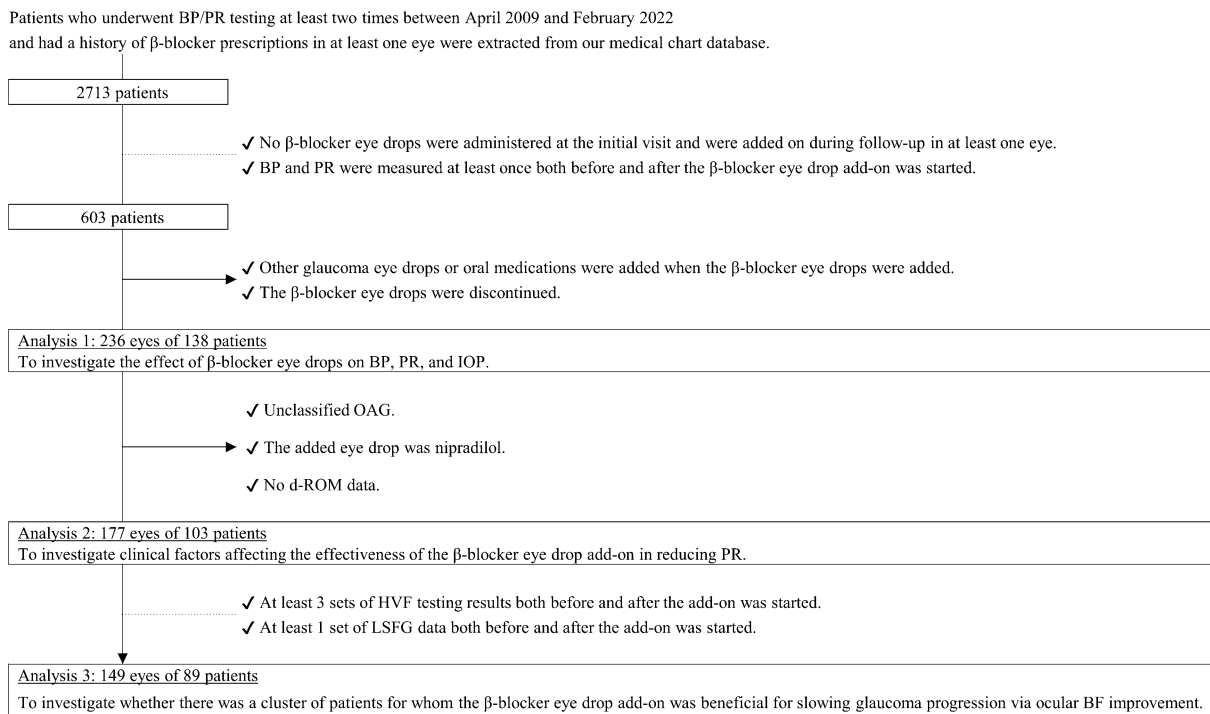 Patients who underwent BP/PR testing at least two times between April 2009 and February 2022
and had a history of β-blocker prescriptions in at least one eye were extracted from our medical chart database.
2713 patients
✓ No β-blocker eye drops were administered at the initial visit and were added on during follow-up in at least one eye.
✓ BP and PR were measured at least once both before and after the β-blocker eye drop add-on was started.
603 patients
✓ Other glaucoma eye drops or oral medications were added when the β-blocker eye drops were added.
✓ The β-blocker eye drops were discontinued.
Analysis 1: 236 eyes of 138 patients
To investigate the effect of β-blocker eye drops on BP, PR, and IOP.
✓ Unclassified OAG.
✓ The added eye drop was nipradilol.
✓ No d-ROM data.
Analysis 2: 177 eyes of 103 patients
To investigate clinical factors affecting the effectiveness of the β-blocker eye drop add-on in reducing PR.
✓ At least 3 sets of HVF testing results both before and after the add-on was started.
✓ At least 1 set of LSFG data both before and after the add-on was started.
Analysis 3: 149 eyes of 89 patients
To investigate whether there was a cluster of patients for whom the β-blocker eye drop add-on was beneficial for slowing glaucoma progression via ocular BF improvement.